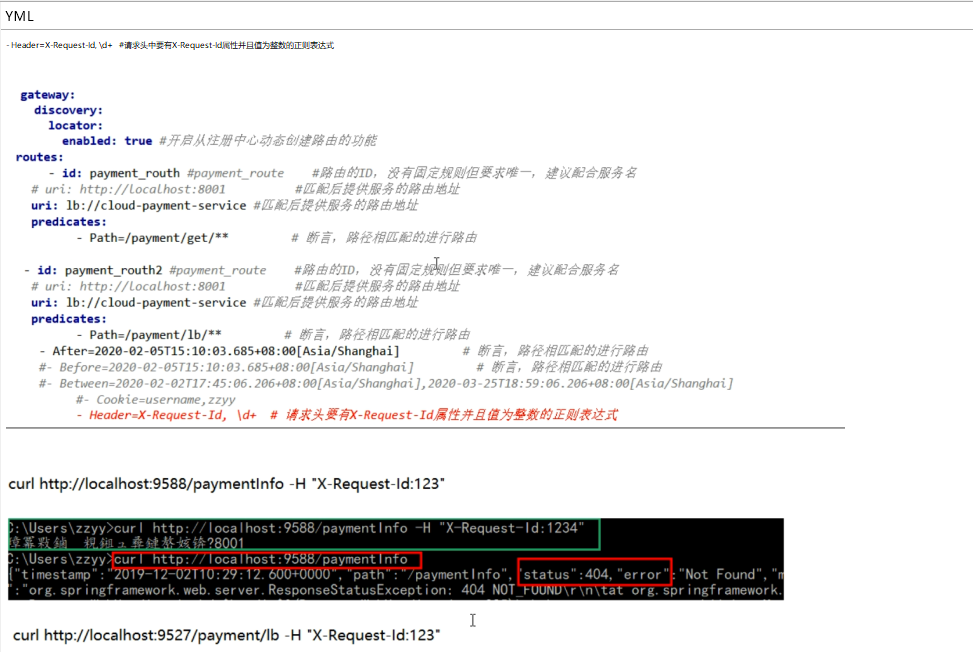 YML
- Header=X-Request-Id, \d+ #请求头中要有X-Request-Id属性并且值为整数的正则表达式
gateway:
discovery:
locator:
enabled: true #开启从注册中心动态创建路由的功能
routes:
- id: payment_routh #payment_route #路由的ID，没有固定规则但要求唯一，建议配合服务名
# uri: http://localhost:8001 #匹配后提供服务的路由地址
uri: lb://cloud-payment-service #匹配后提供服务的路由地址
predicates:
- Path=/payment/get/** # 断言，路径相匹配的进行路由
- id: payment_routh2 #payment_route #路由的ID，没有固定规则但要求唯一，建议配合服务名
# uri: http://localhost:8001 #匹配后提供服务的路由地址
uri: lb://cloud-payment-service #匹配后提供服务的路由地址
predicates:
- Path=/payment/lb/** # 断言，路径相匹配的进行路由
- After=2020-02-05T15:10:03.685+08:00[Asia/Shanghai] # 断言，路径相匹配的进行路由
#- Before=2020-02-05T15:10:03.685+08:00[Asia/Shanghai] # 断言，路径相匹配的进行路由
#- Between=2020-02-02T17:45:06.206+08:00[Asia/Shanghai],2020-03-25T18:59:06.206+08:00[Asia/Shanghai]
#- Cookie=username,zzyy
- Header=X-Request-Id, \d+ # 请求头要有X-Request-Id属性并且值为整数的正则表达式
curl http://localhost:9588/paymentInfo -H "X-Request-Id:123"
C:\Users\zzyy>curl http://localhost:9588/paymentInfo -H "X-Request-Id:1234"
?8001
C:\Users\zzyy>curl http://localhost:9588/paymentInfo
{"timestamp":"2019-12-02T10:29:12.600+0000","path":"/paymentInfo","status":404,"error":"Not Found","m
":"org.springframework.web.server.ResponseStatusException: 404 NOT_FOUND\r\n\tat org.springframework.
curl http://localhost:9527/payment/lb -H "X-Request-Id:123"